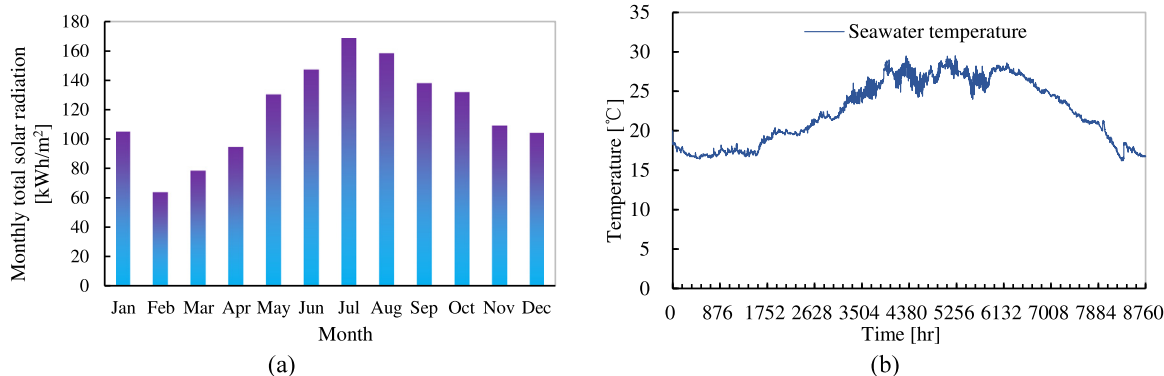 180
160
140
120
100
80
60
40
20
0
Monthly total solar radiation
[kWh/m²]
Jan Feb Mar Apr May Jun Jul Aug Sep Oct Nov Dec
Month
(a)
35
30
25
20
15
10
5
0
Temperature [℃]
Seawater temperature
0 876 1752 2628 3504 4380 5256 6132 7008 7884 8760
Time [hr]
(b)